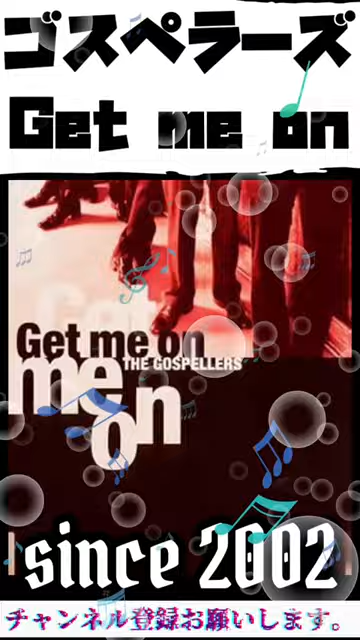 ゴスペラーズ
Get me on
Get me on
THE GOSPELLERS
me
on
since 2002
チャンネル登録お願いします。